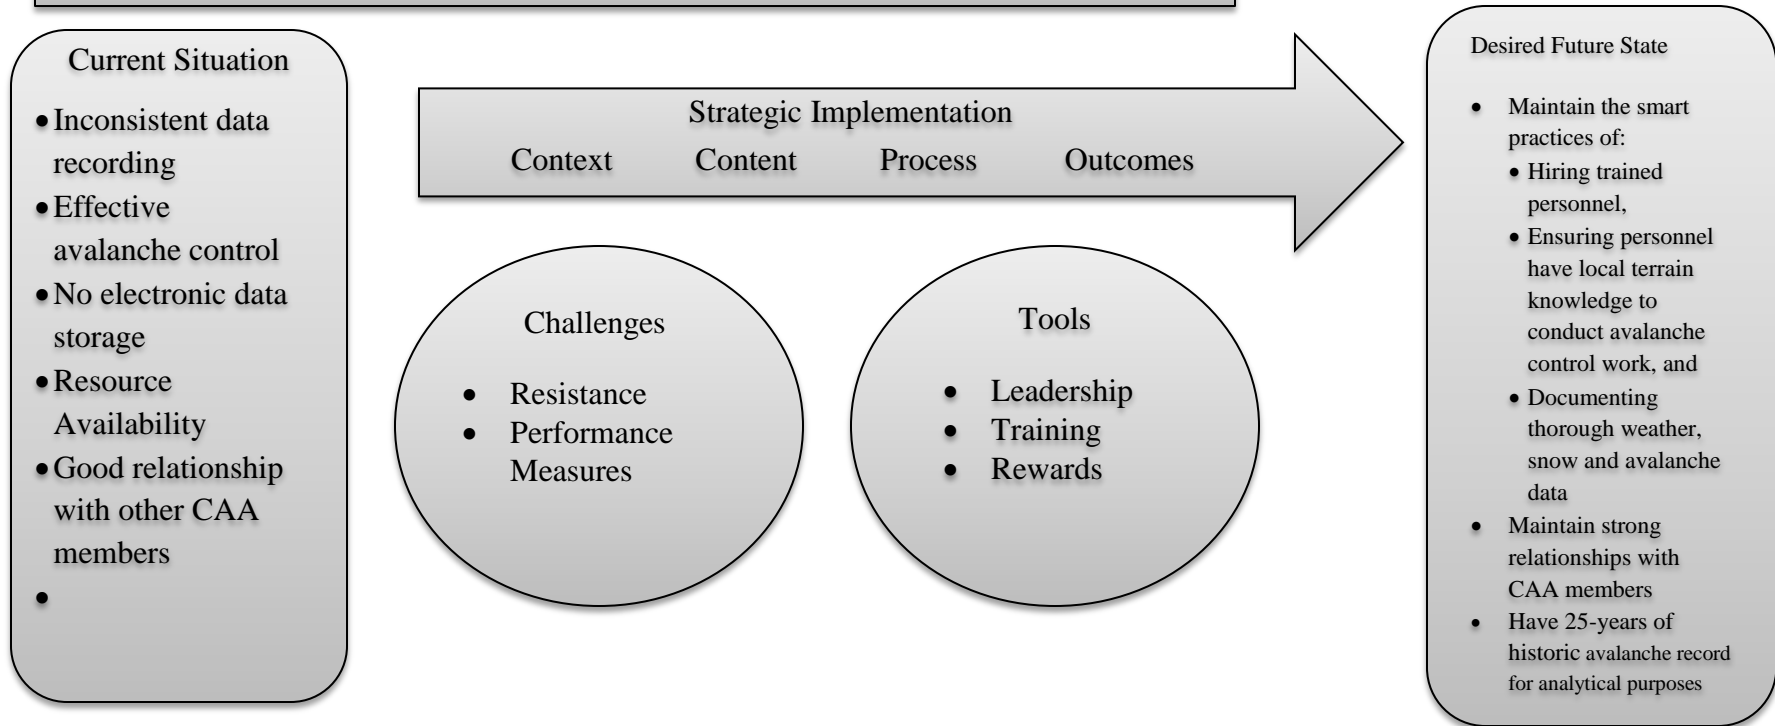 Current Situation
• Inconsistent data
recording
• Effective
avalanche control
• No electronic data
storage
• Resource
Availability
• Good relationship
with other CAA
members
•
Strategic Implementation
Context Content Process Outcomes
Challenges
• Resistance
• Performance
Measures
Tools
• Leadership
• Training
• Rewards
Desired Future State
• Maintain the smart
practices of:
• Hiring trained
personnel,
• Ensuring personnel
have local terrain
knowledge to
conduct avalanche
control work, and
• Documenting
thorough weather,
snow and avalanche
data
• Maintain strong
relationships with
CAA members
• Have 25-years of
historic avalanche record
for analytical purposes